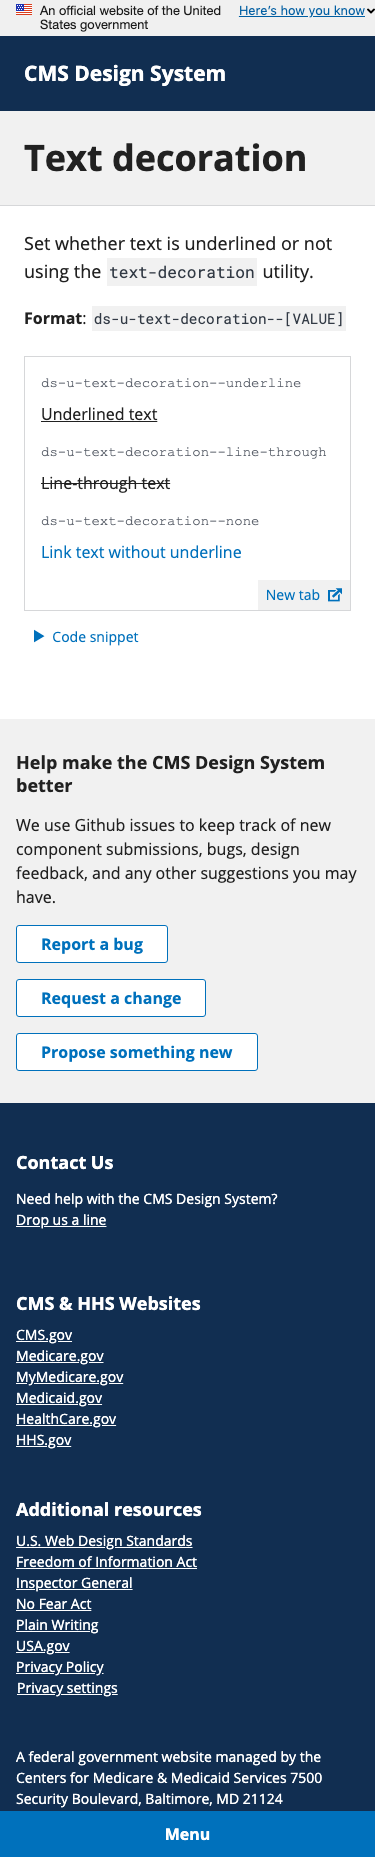 An official website of the United
States government
Here's how you know
CMS Design System
Text decoration
Set whether text is underlined or not
using the text-decoration utility.
Format: ds-u-text-decoration--[VALUE]
ds-u-text-decoration--underline
Underlined text
ds-u-text-decoration--line-through
Line-through text
ds-u-text-decoration--none
Link text without underline
New tab
Code snippet
Help make the CMS Design System
better
We use Github issues to keep track of new
component submissions, bugs, design
feedback, and any other suggestions you may
have.
Report a bug
Request a change
Propose something new
Contact Us
Need help with the CMS Design System?
Drop us a line
CMS & HHS Websites
CMS.gov
Medicare.gov
MyMedicare.gov
Medicaid.gov
HealthCare.gov
HHS.gov
Additional resources
U.S. Web Design Standards
Freedom of Information Act
Inspector General
No Fear Act
Plain Writing
USA.gov
Privacy Policy
Privacy settings
A federal government website managed by the
Centers for Medicare & Medicaid Services 7500
Security Boulevard, Baltimore, MD 21124
Menu